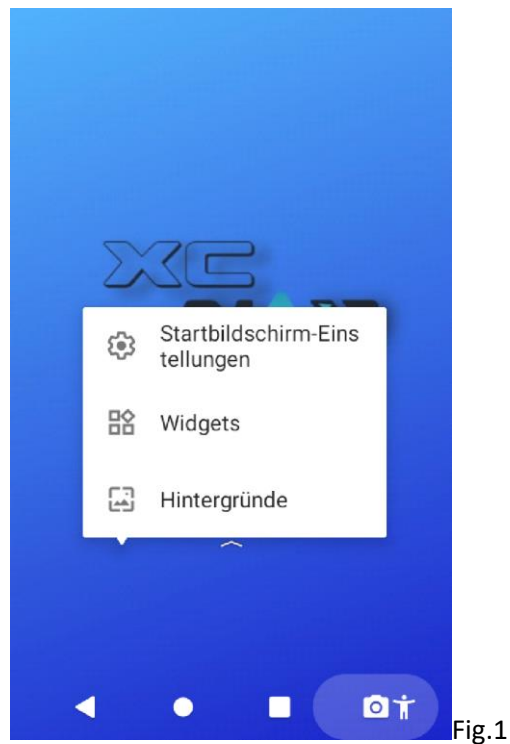 XC
Startbildschirm-Eins
tellungen
Widgets
Hintergründe
Fig.1